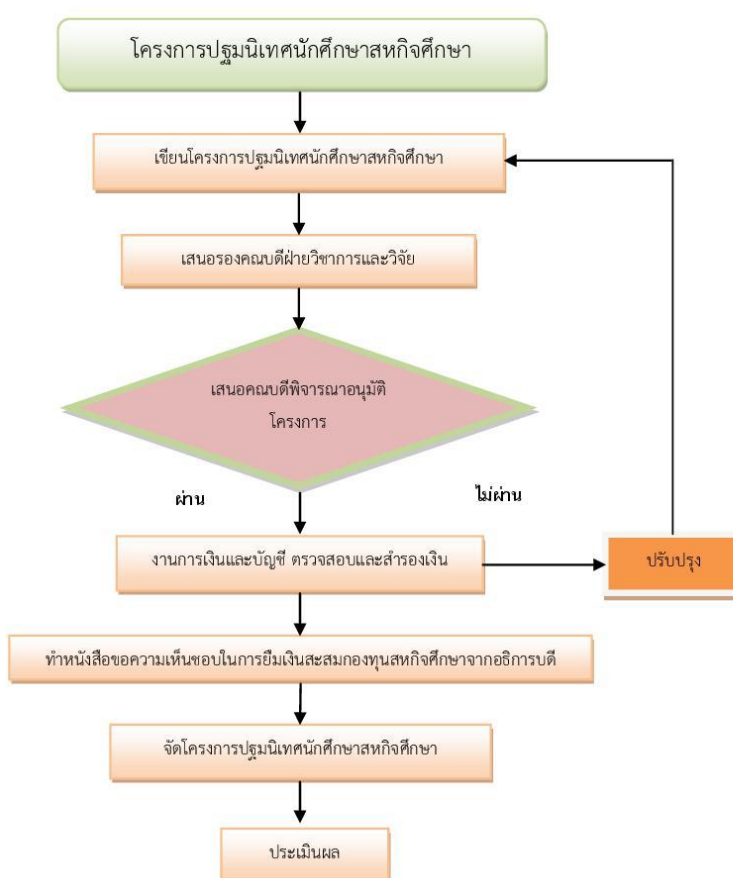 โครงการปฐมนิเทศนักศึกษาสหกิจศึกษา
เขียนโครงการปฐมนิเทศนักศึกษาสหกิจศึกษา
เสนอรองคณบดีฝ่ายวิชาการและวิจัย
เสนอคณบดีพิจารณาอนุมัติ
โครงการ
ผ่าน
ไม่ผ่าน
งานการเงินและบัญชี ตรวจสอบและสำรองเงิน
ปรับปรุง
ทำหนังสือขอความเห็นชอบในการยืมเงินสะสมกองทุนสหกิจศึกษาจากอธิการบดี
จัดโครงการปฐมนิเทศนักศึกษาสหกิจศึกษา
ประเมินผล